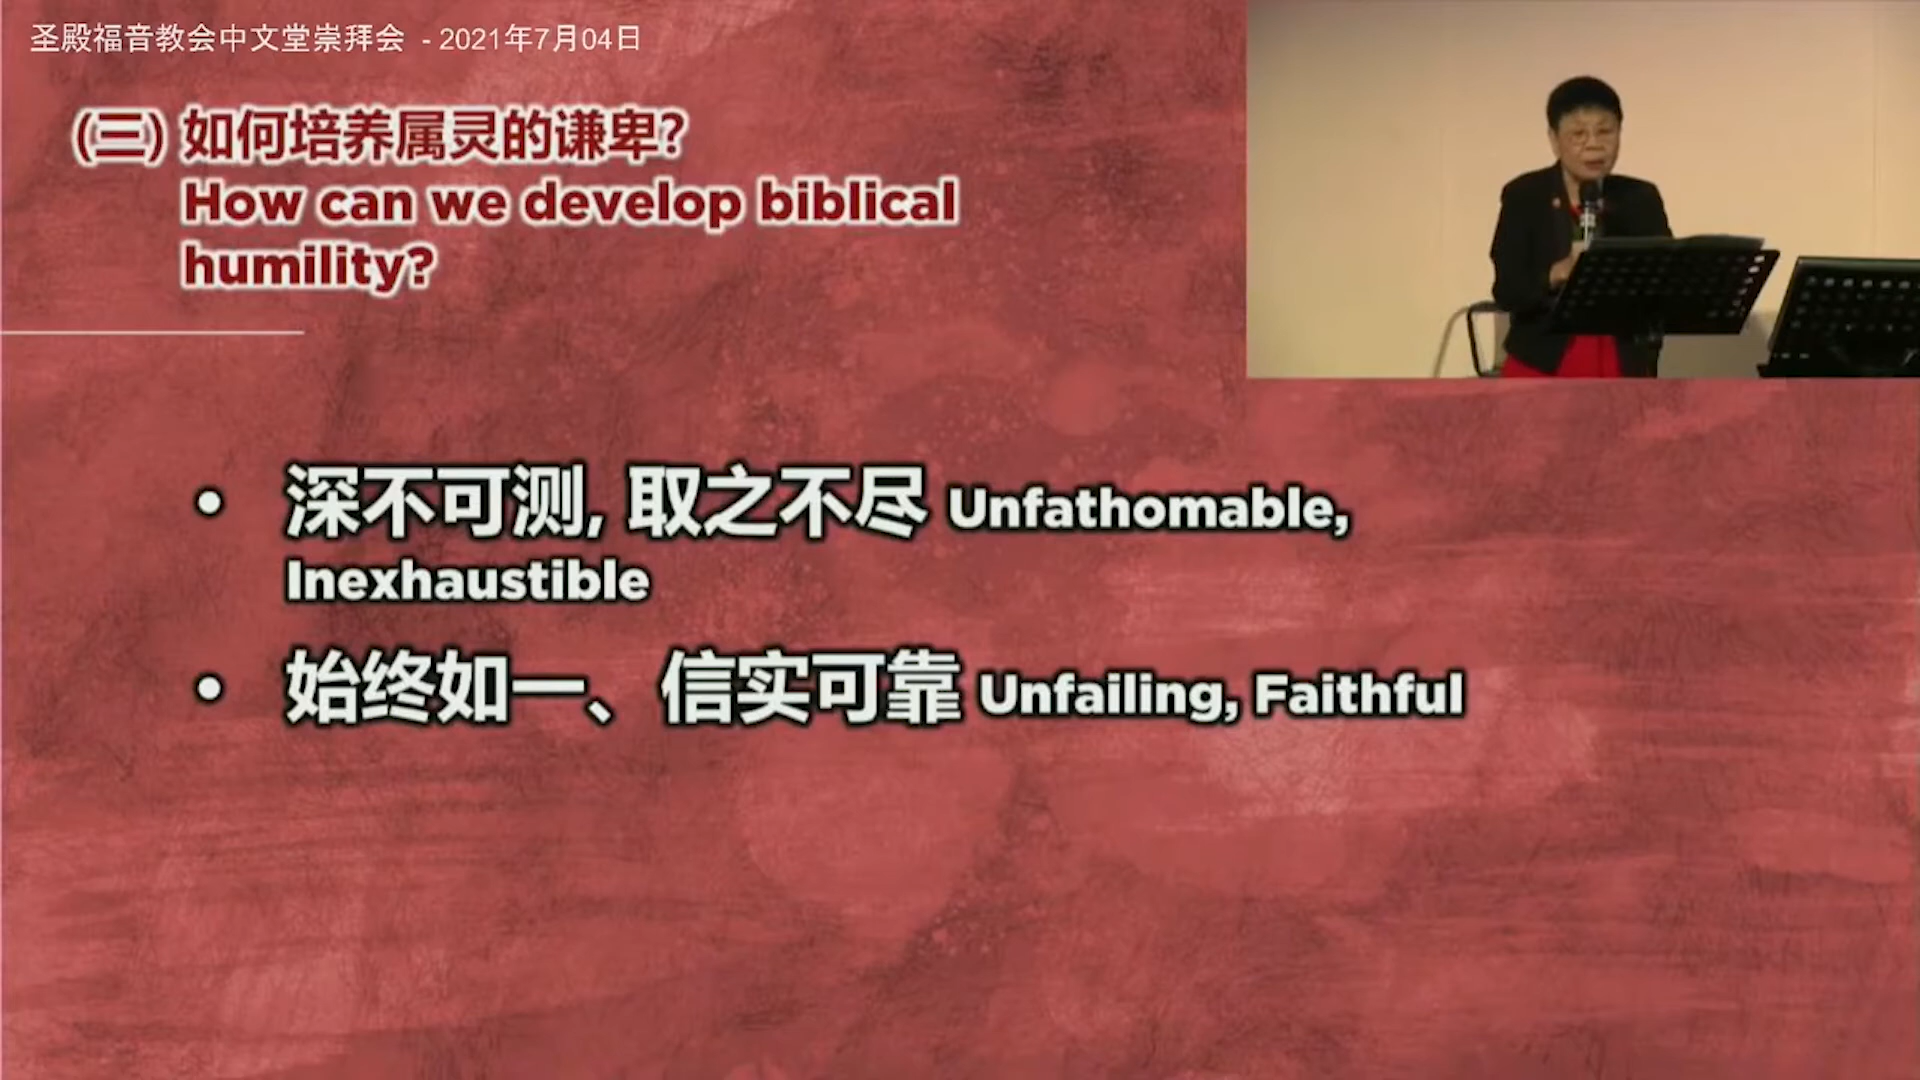 圣殿福音教会中文堂崇拜会 - 2021年7月04日
(三) 如何培养属灵的谦卑?
How can we develop biblical
humility?
• 深不可测, 取之不尽 Unfathomable,
Inexhaustible
• 始终如一、信实可靠 Unfailing, Faithful